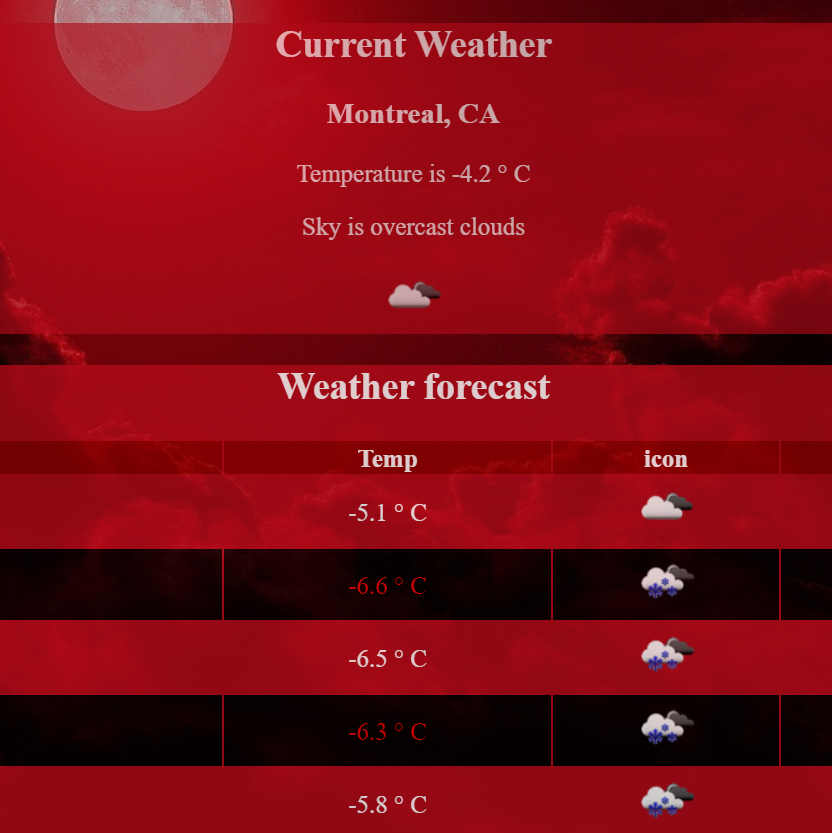 Current Weather
Montreal, CA
Temperature is -4.2 ° C
Sky is overcast clouds
Weather forecast
Temp icon
-5.1 ° C
-6.6 ° C
-6.5 ° C
-6.3 ° C
-5.8 ° C